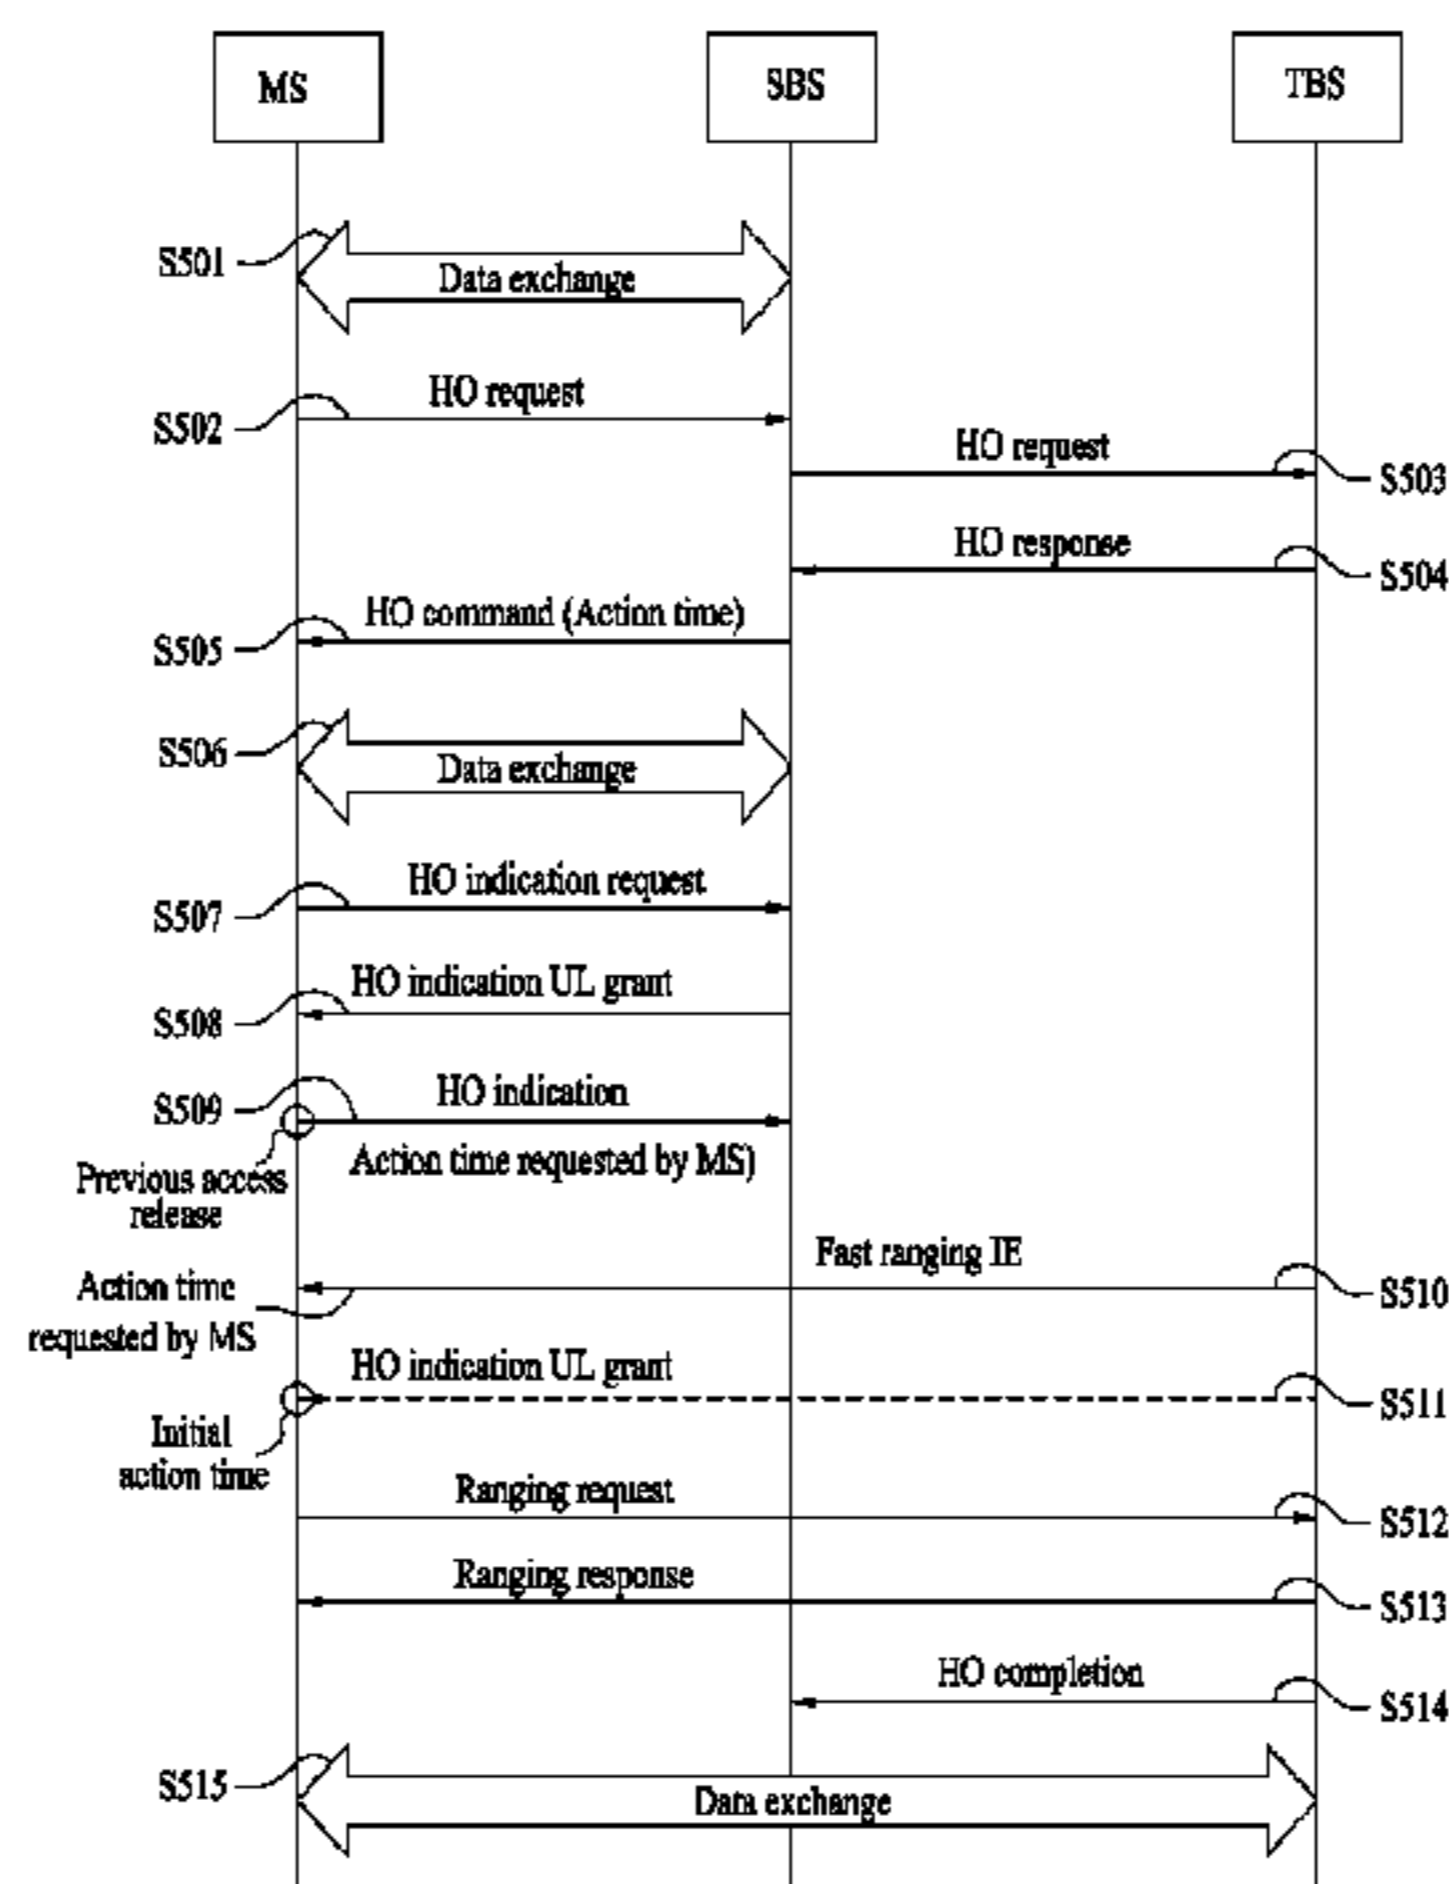 MS
SBS
TBS
S501
Data exchange
HO request
S502
HO request
S503
HO response
S504
HO command (Action time)
S505
S506
Data exchange
HO indication request
S507
HO indication UL grant
S508
HO indication
S509
Action time requested by MS)
Previous access
release
Fast ranging IE
S510
Action time
requested by MS
HO indication UL grant
S511
Initial
action time
Ranging request
S512
Ranging response
S513
HO completion
S514
S515
Data exchange